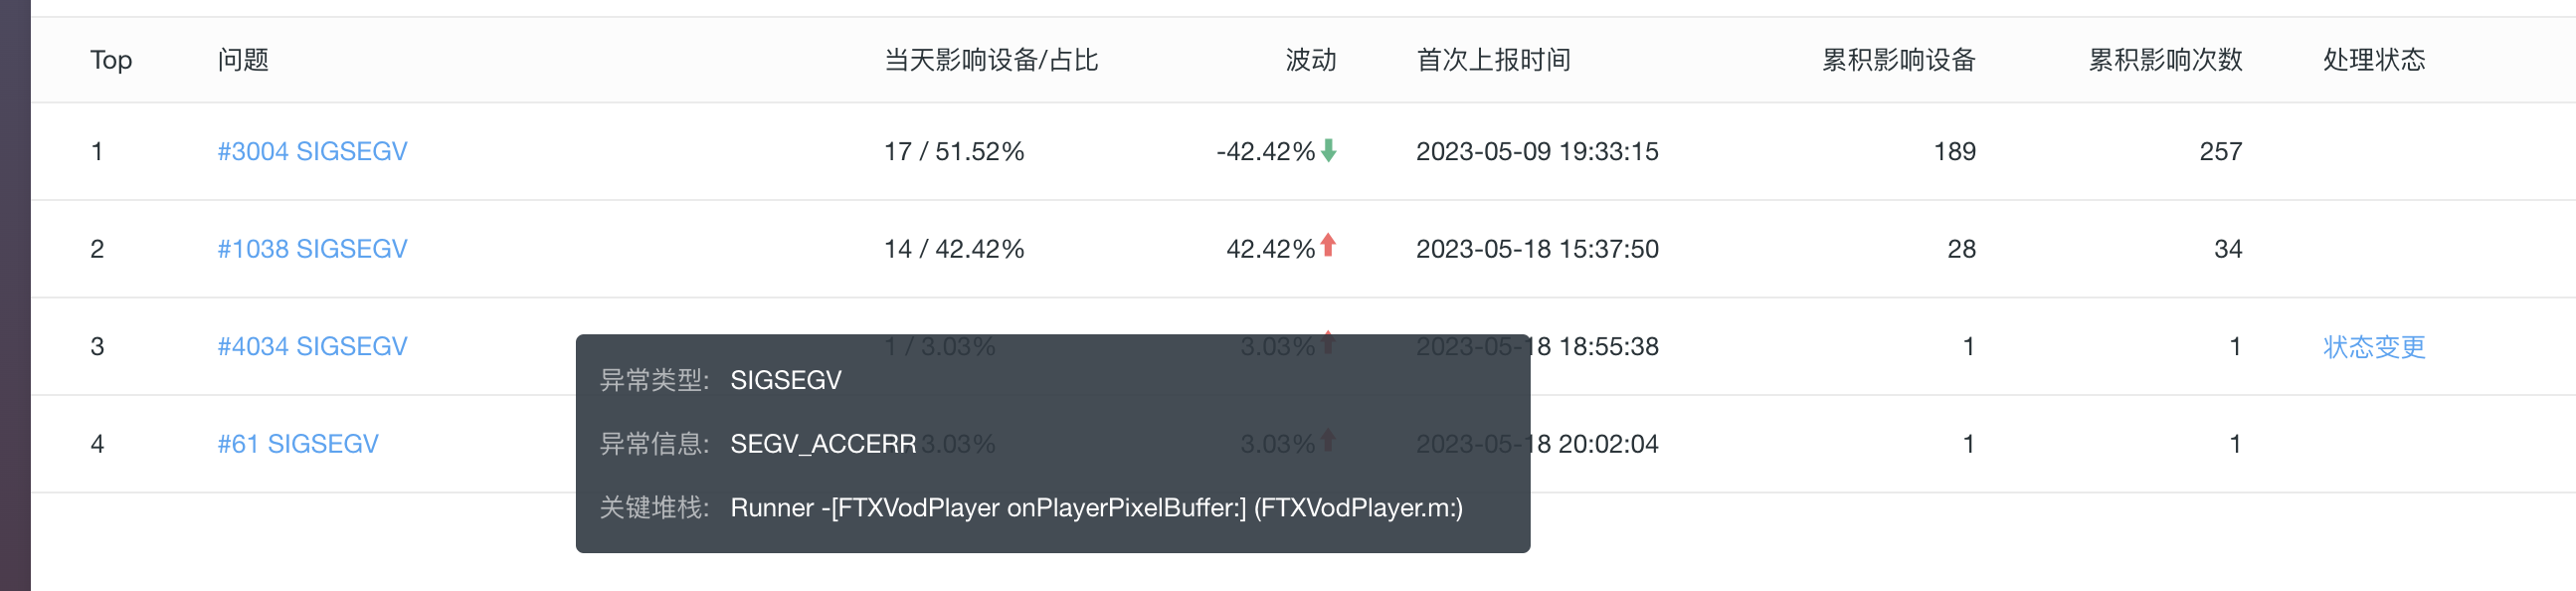 Top 问题 当天影响设备/占比 波动 首次上报时间 累积影响设备 累积影响次数 处理状态
1 #3004 SIGSEGV 17 / 51.52% -42.42% 2023-05-09 19:33:15 189 257
2 #1038 SIGSEGV 14 / 42.42% 42.42% 2023-05-18 15:37:50 28 34
3 #4034 SIGSEGV 1 / 3.03% 3.03% 2023-05-18 18:55:38 1 1 状态变更
异常类型: SIGSEGV
4 #61 SIGSEGV 3.03% 3.03% 2023-05-18 20:02:04 1 1
异常信息: SEGV_ACCERR
关键堆栈: Runner -[FTXVodPlayer onPlayerPixelBuffer:] (FTXVodPlayer.m:)